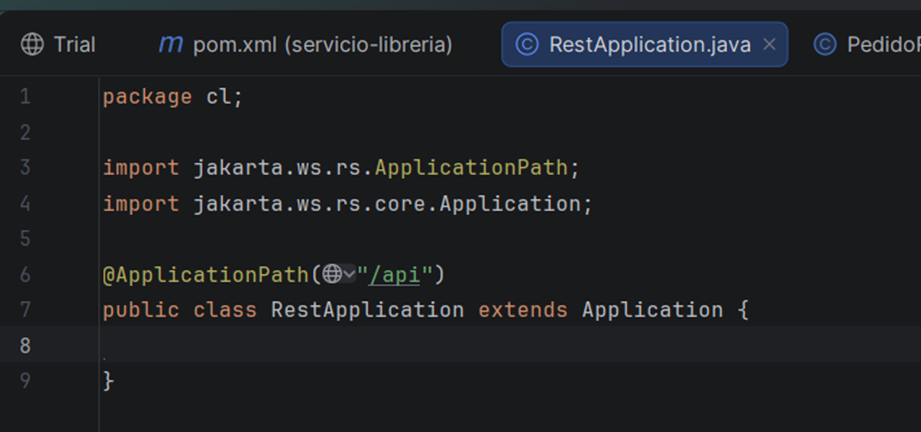 Trial
pom.xml (servicio-libreria)
RestApplication.java
1 package cl;
2
3 import jakarta.ws.rs.ApplicationPath;
4 import jakarta.ws.rs.core.Application;
5
6 @ApplicationPath("/api")
7 public class RestApplication extends Application {
8
9 }